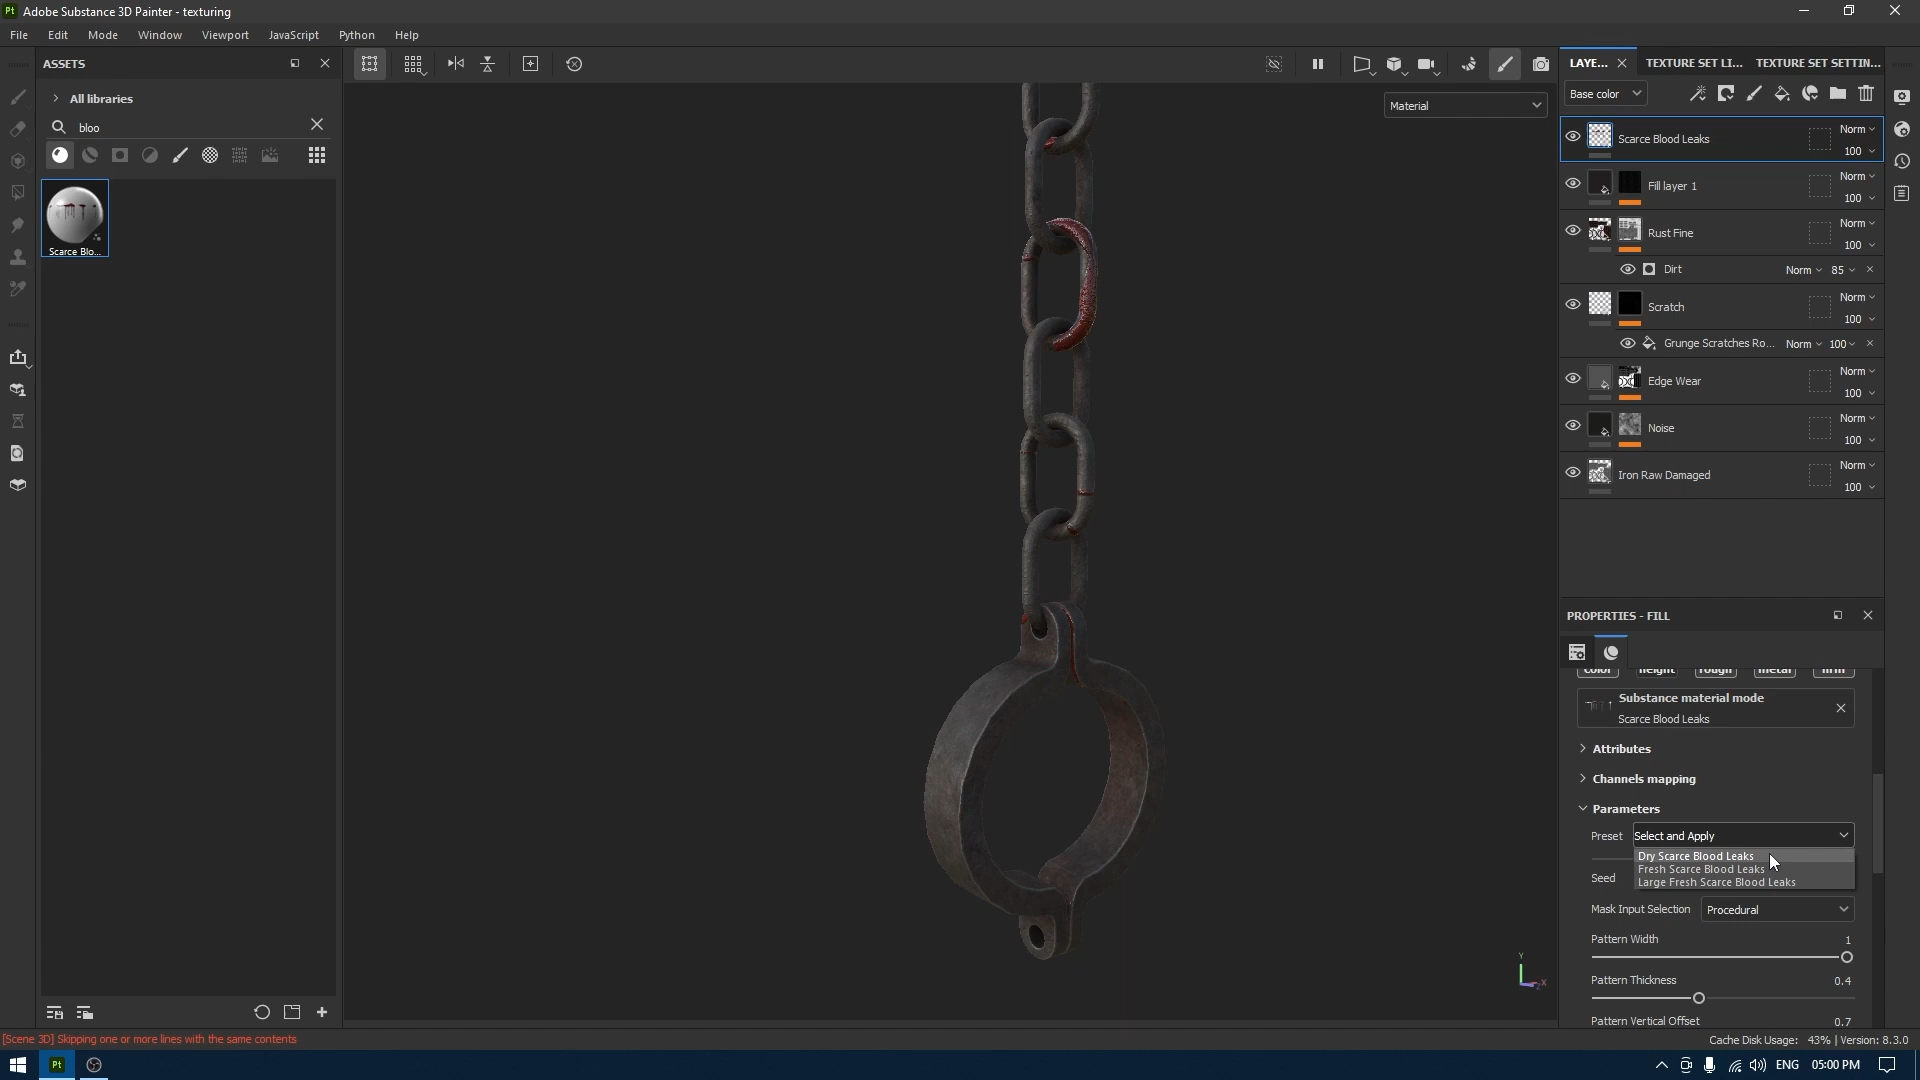 Pt Adobe Substance 3D Painter - texturing
File Edit Mode Window Viewport JavaScript Python Help
ASSETS
All libraries
bloo
Scarce Blo...
Material
LAYE... TEXTURE SET LI... TEXTURE SET SETTIN...
Base color
Scarce Blood Leaks Norm 100
Fill layer 1 Norm 100
Rust Fine Norm 100
Dirt Norm 85
Scratch Norm 100
Grunge Scratches Ro... Norm 100
Edge Wear Norm 100
Noise Norm 100
Iron Raw Damaged Norm 100
PROPERTIES - FILL
color height rough metal nrm
Substance material mode
Scarce Blood Leaks
Attributes
Channels mapping
Parameters
Preset Select and Apply
Dry Scarce Blood Leaks
Fresh Scarce Blood Leaks
Large Fresh Scarce Blood Leaks
Seed
Mask Input Selection Procedural
Pattern Width 1
Pattern Thickness 0.4
Pattern Vertical Offset 0.7
Y
X
[Scene 3D] Skipping one or more lines with the same contents
Cache Disk Usage: 43% | Version: 8.3.0
Pt
ENG 05:00 PM